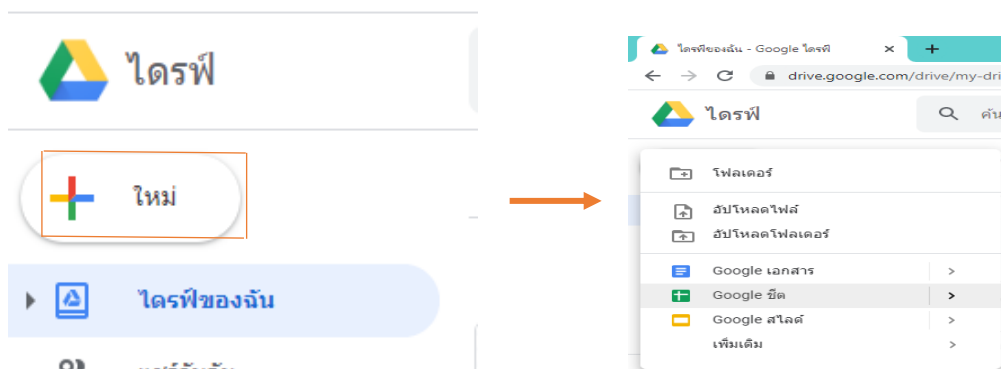 ไดรฟ์
ใหม่
ไดรฟ์ของฉัน
ไดรฟ์ของฉัน - Google ไดรฟ์
drive.google.com/drive/my-dri
ไดรฟ์
ค้น
โฟลเดอร์
อัปโหลดไฟล์
อัปโหลดโฟลเดอร์
Google เอกสาร
Google ชีต
Google สไลด์
เพิ่มเติม